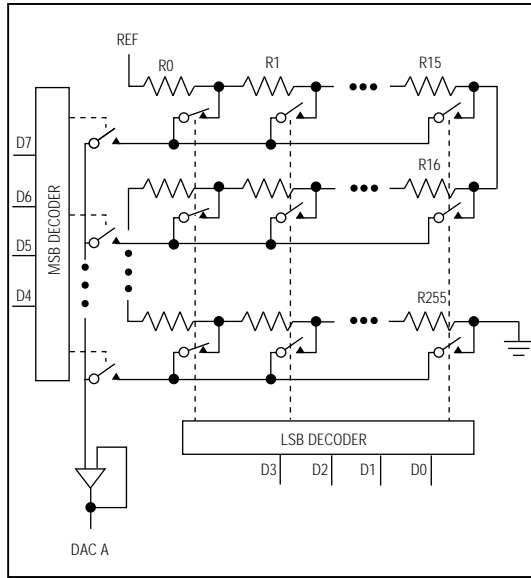 REF
R0
R1
R15
D7
D6
D5
D4
MSB DECODER
R16
R255
LSB DECODER
D3
D2
D1
D0
DAC A